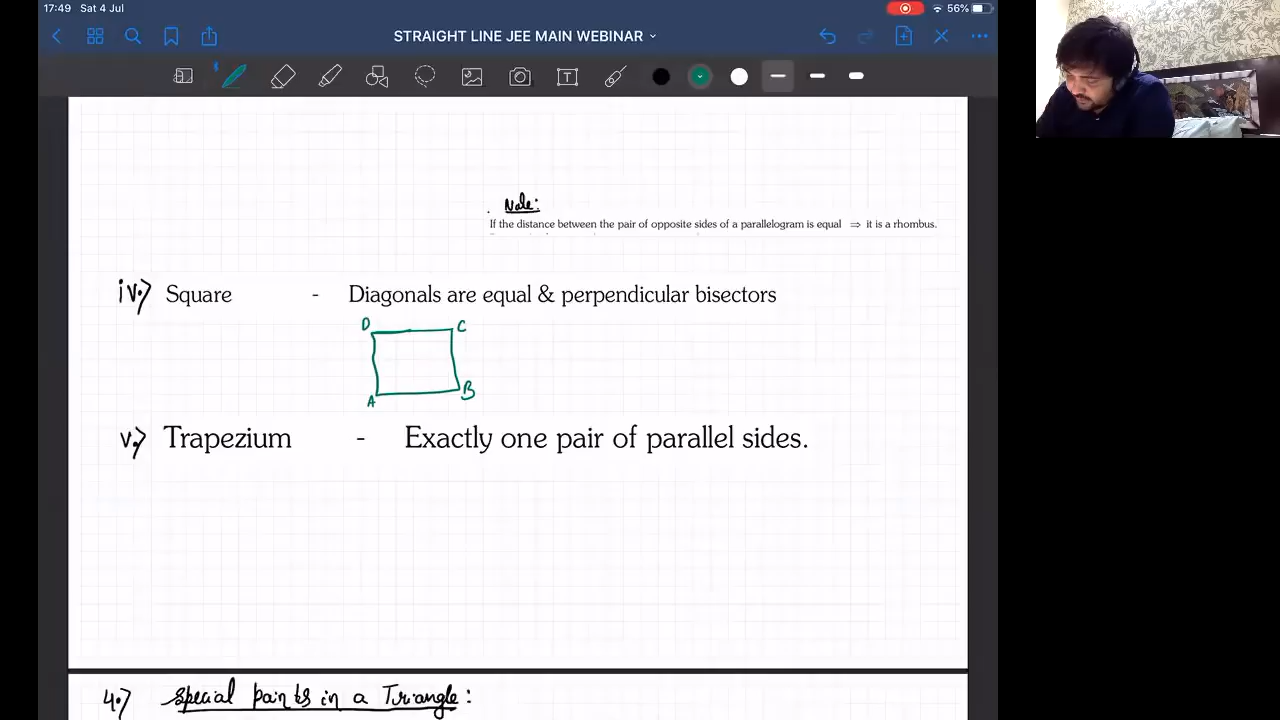 17:49 Sat 4 Jul
56%
STRAIGHT LINE JEE MAIN WEBINAR
T
Note:
If the distance between the pair of opposite sides of a parallelogram is equal ⇒ it is a rhombus.
iv.) Square - Diagonals are equal & perpendicular bisectors
D C
A B
v.) Trapezium - Exactly one pair of parallel sides.
4.) special points in a Triangle: